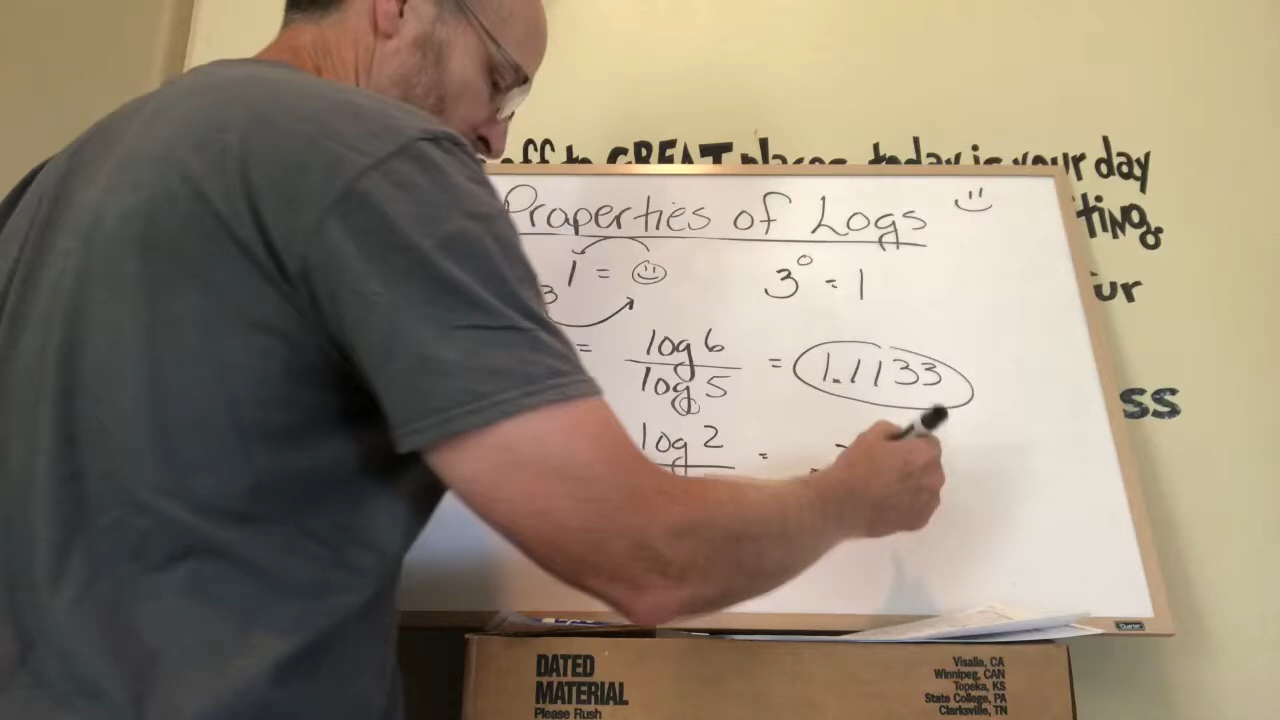 off to GREAT places, today is your day
Properties of Logs
ting.
1 = 3⁰ = 1
3
ur
= log 6 / log 5 = 1.1133
ss
log 2 =
Quartet
DATED
MATERIAL
Please Rush
Visalia, CA
Winnipeg, CAN
Topeka, KS
State College, PA
Clarksville, TN